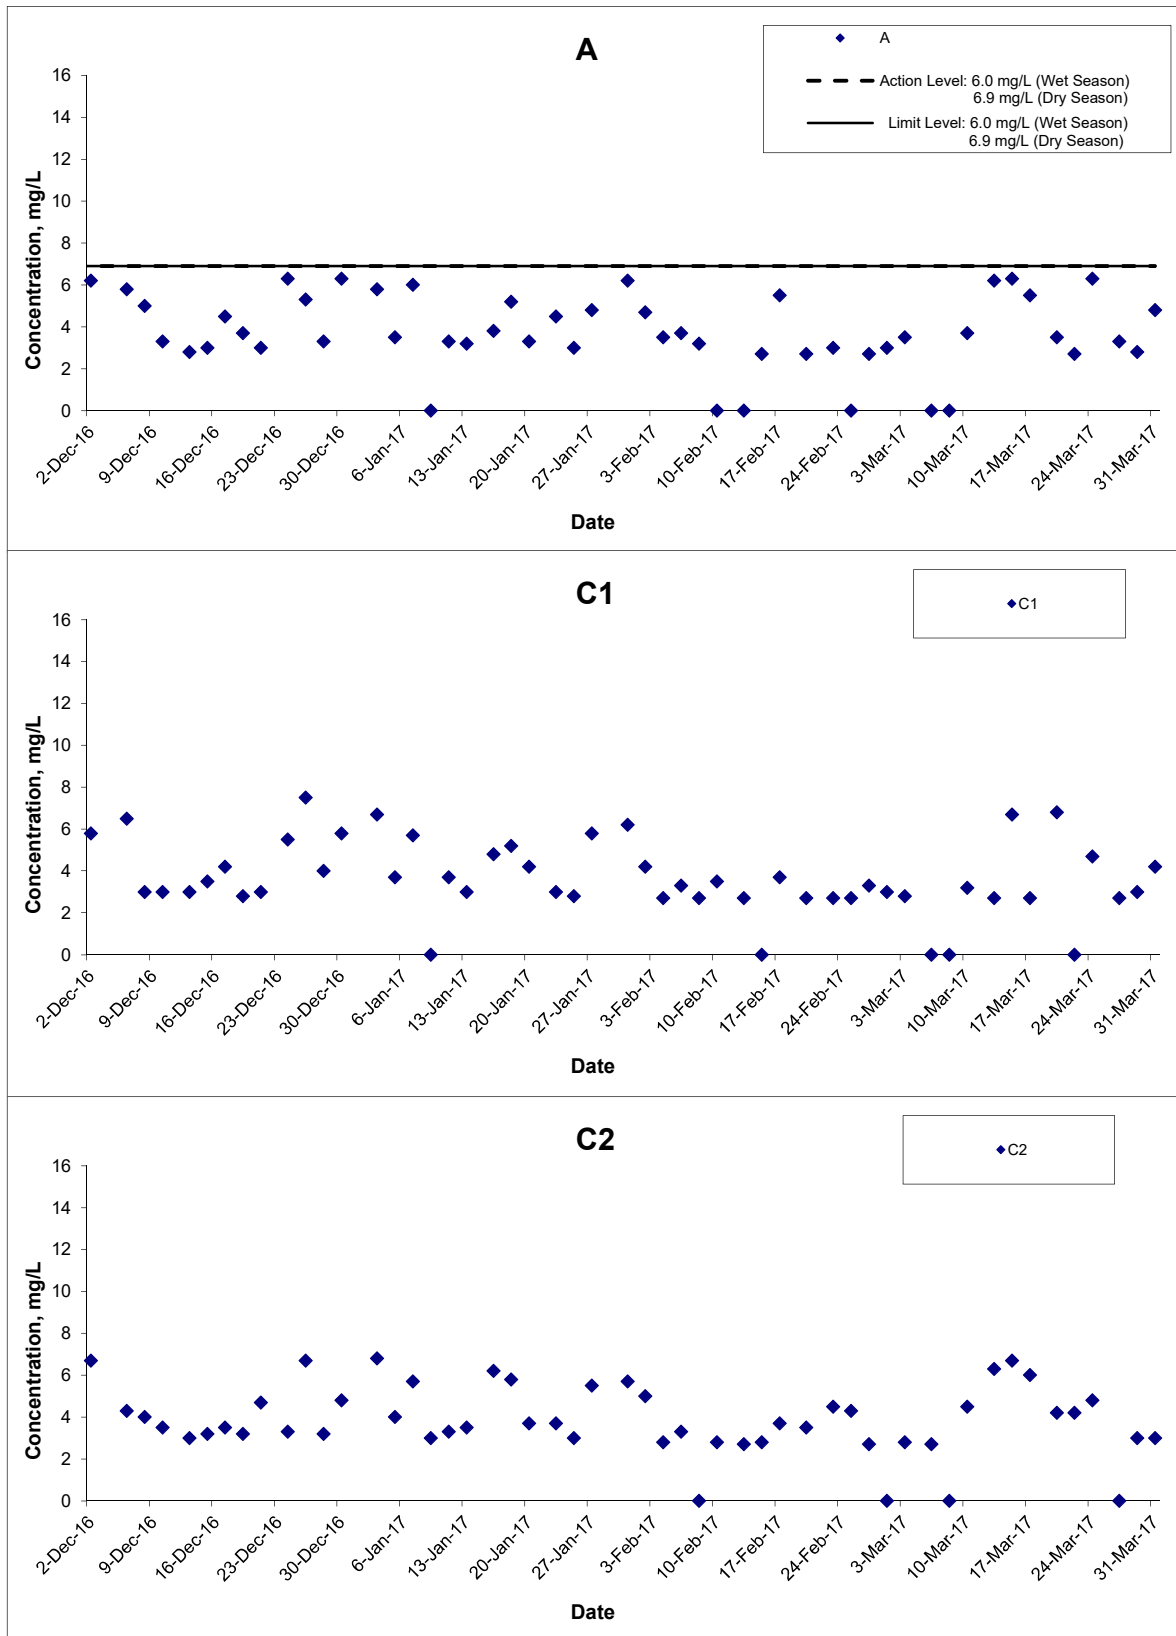 A
A
Action Level: 6.0 mg/L (Wet Season)
6.9 mg/L (Dry Season)
Limit Level: 6.0 mg/L (Wet Season)
6.9 mg/L (Dry Season)
Concentration, mg/L
16
14
12
10
8
6
4
2
0
2-Dec-16
9-Dec-16
16-Dec-16
23-Dec-16
30-Dec-16
6-Jan-17
13-Jan-17
20-Jan-17
27-Jan-17
3-Feb-17
10-Feb-17
17-Feb-17
24-Feb-17
3-Mar-17
10-Mar-17
17-Mar-17
24-Mar-17
31-Mar-17
Date
C1
C1
Concentration, mg/L
16
14
12
10
8
6
4
2
0
2-Dec-16
9-Dec-16
16-Dec-16
23-Dec-16
30-Dec-16
6-Jan-17
13-Jan-17
20-Jan-17
27-Jan-17
3-Feb-17
10-Feb-17
17-Feb-17
24-Feb-17
3-Mar-17
10-Mar-17
17-Mar-17
24-Mar-17
31-Mar-17
Date
C2
C2
Concentration, mg/L
16
14
12
10
8
6
4
2
0
2-Dec-16
9-Dec-16
16-Dec-16
23-Dec-16
30-Dec-16
6-Jan-17
13-Jan-17
20-Jan-17
27-Jan-17
3-Feb-17
10-Feb-17
17-Feb-17
24-Feb-17
3-Mar-17
10-Mar-17
17-Mar-17
24-Mar-17
31-Mar-17
Date